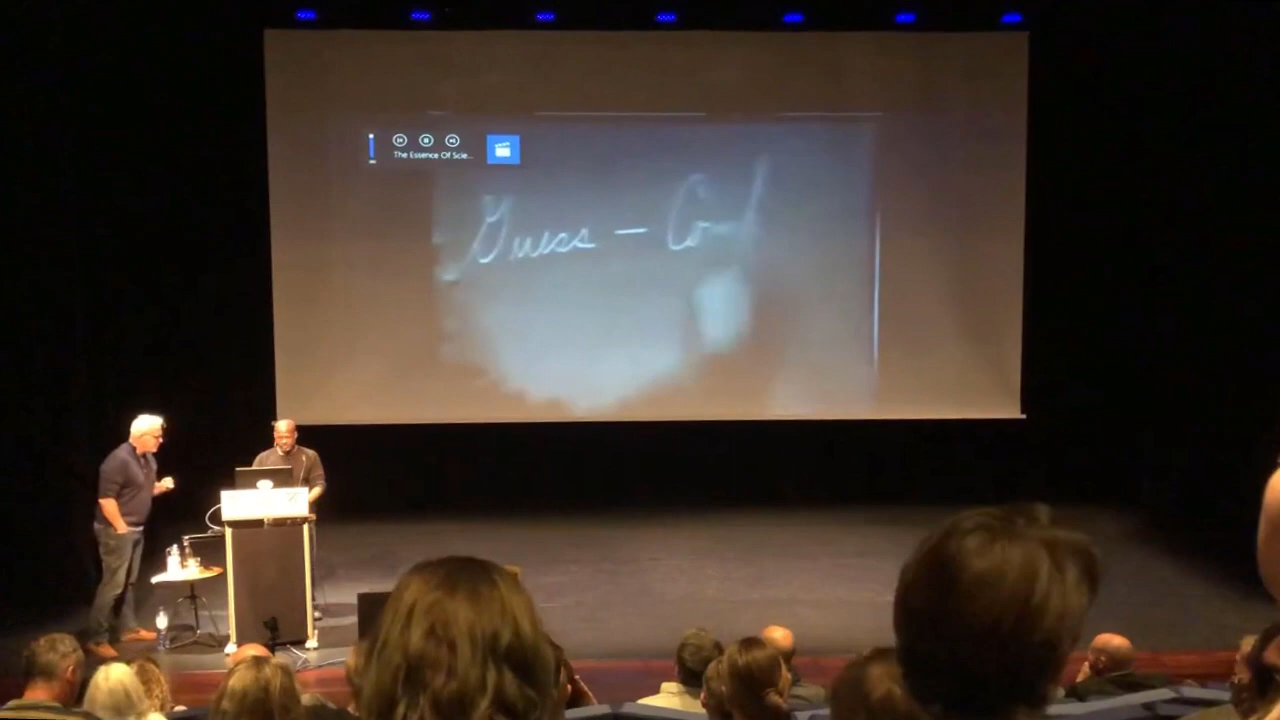 The Essence Of Scie...
Guess —